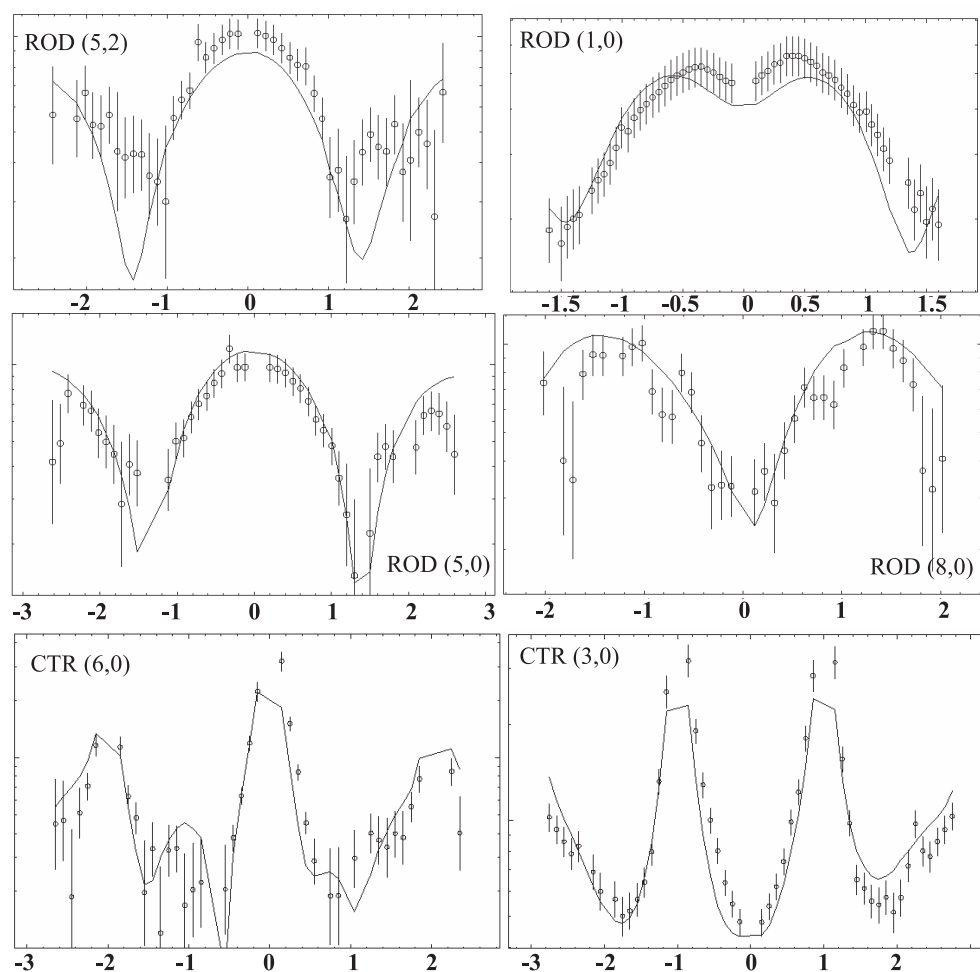 ROD (5,2)
-2 -1 0 1 2
ROD (1,0)
-1.5 -1 -0.5 0 0.5 1 1.5
ROD (5,0)
-3 -2 -1 0 1 2 3
ROD (8,0)
-2 -1 0 1 2
CTR (6,0)
-3 -2 -1 0 1 2
CTR (3,0)
-3 -2 -1 0 1 2